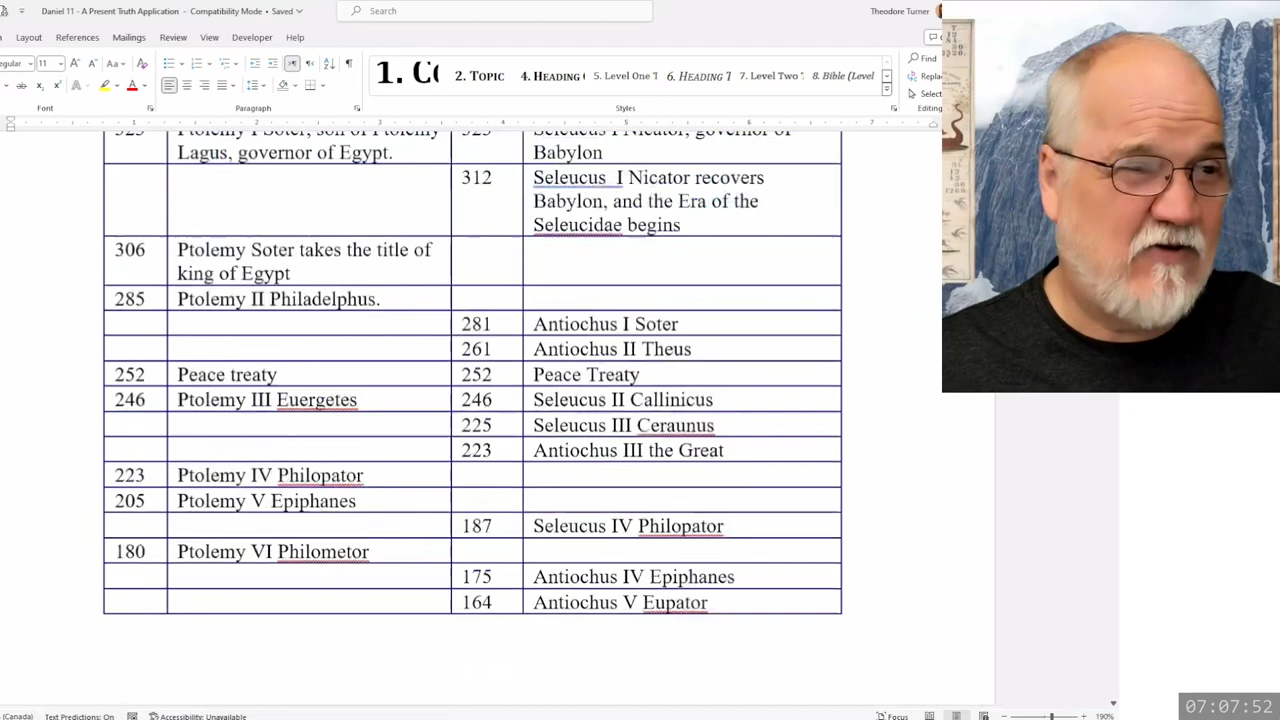 Daniel 11 - A Present Truth Application - Compatibility Mode • Saved
Search
Theodore Turner
Layout References Mailings Review View Developer Help
11
Font
Paragraph
2. TOPIC 4. HEADING 5. Level One T 6. HEADING T 7. Level Two 8. Bible (Level
Styles
Find
Editing
Lagus, governor of Egypt.
Babylon
312 Seleucus I Nicator recovers
Babylon, and the Era of the
Seleucidae begins
306 Ptolemy Soter takes the title of
king of Egypt
285 Ptolemy II Philadelphus.
281 Antiochus I Soter
261 Antiochus II Theus
252 Peace treaty 252 Peace Treaty
246 Ptolemy III Euergetes 246 Seleucus II Callinicus
225 Seleucus III Ceraunus
223 Antiochus III the Great
223 Ptolemy IV Philopator
205 Ptolemy V Epiphanes
187 Seleucus IV Philopator
180 Ptolemy VI Philometor
175 Antiochus IV Epiphanes
164 Antiochus V Eupator
(Canada) Text Predictions: On Accessibility: Unavailable Focus 190%
07:07:52